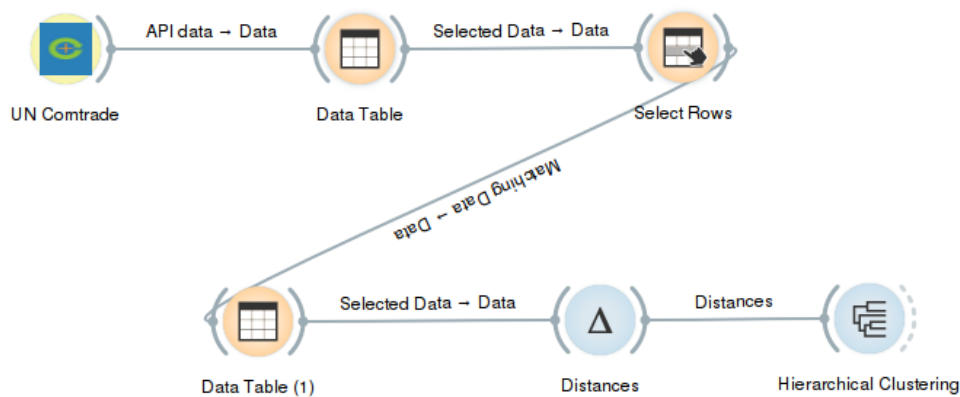 API data → Data
Selected Data → Data
UN Comtrade
Data Table
Select Rows
Matching Data → Data
Selected Data → Data
Distances
Data Table (1)
Distances
Hierarchical Clustering